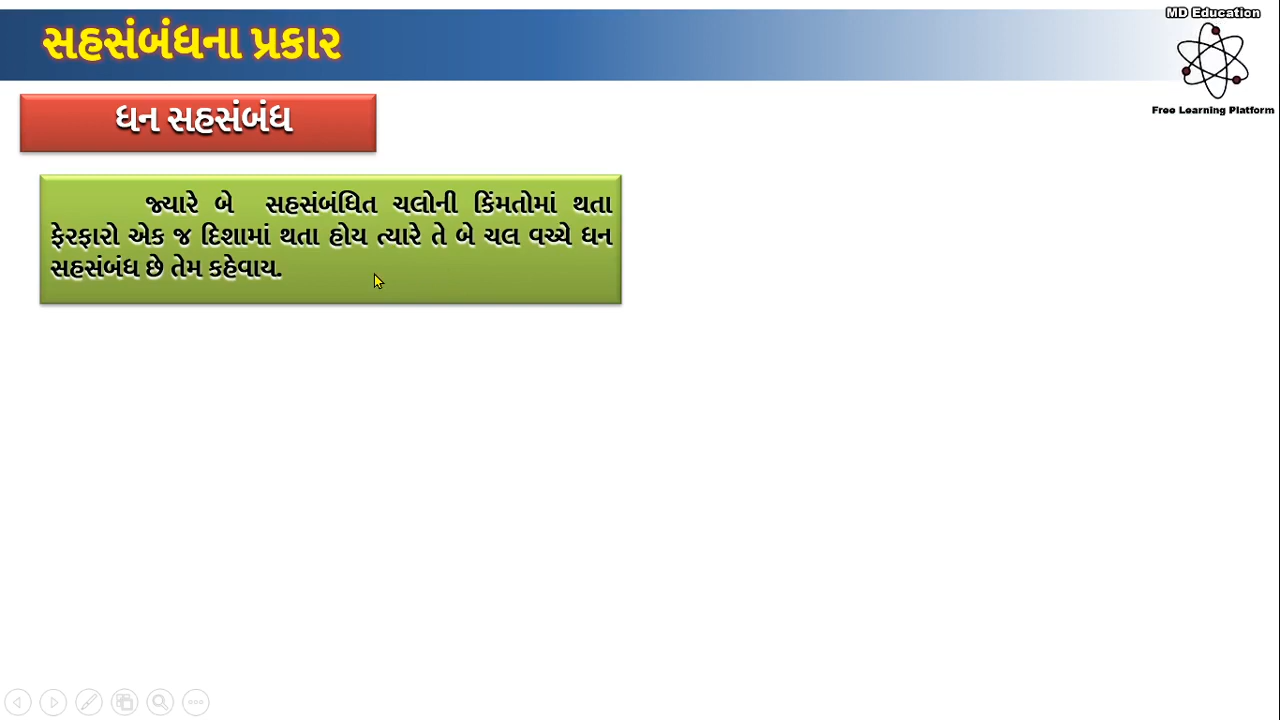 સહસંબંધના પ્રકાર
MD Education
Free Learning Platform
ધન સહસંબંધ
જ્યારે બે સહસંબંધિત ચલોની કિંમતોમાં થતા
ફેરફારો એક જ દિશામાં થતા હોય ત્યારે તે બે ચલ વચ્ચે ધન
સહસંબંધ છે તેમ કહેવાય.